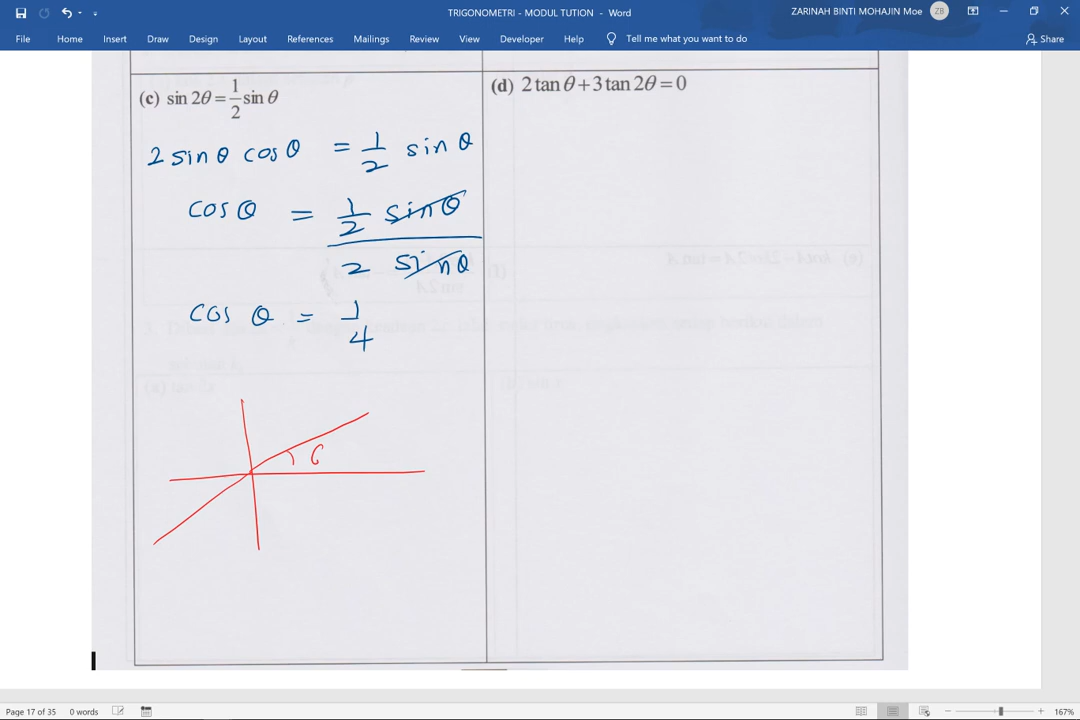 TRIGONOMETRI - MODUL TUTION - Word
ZARINAH BINTI MOHAJIN Moe
ZB
File Home Insert Draw Design Layout References Mailings Review View Developer Help Tell me what you want to do Share
(c) sin 2θ = 1/2 sin θ
2 sin θ cos θ = 1/2 sin θ
cos θ = 1/2 sin θ / 2 sin θ
cos θ = 1/4
6
(d) 2 tan θ + 3 tan 2θ = 0
Page 17 of 35 0 words
167%